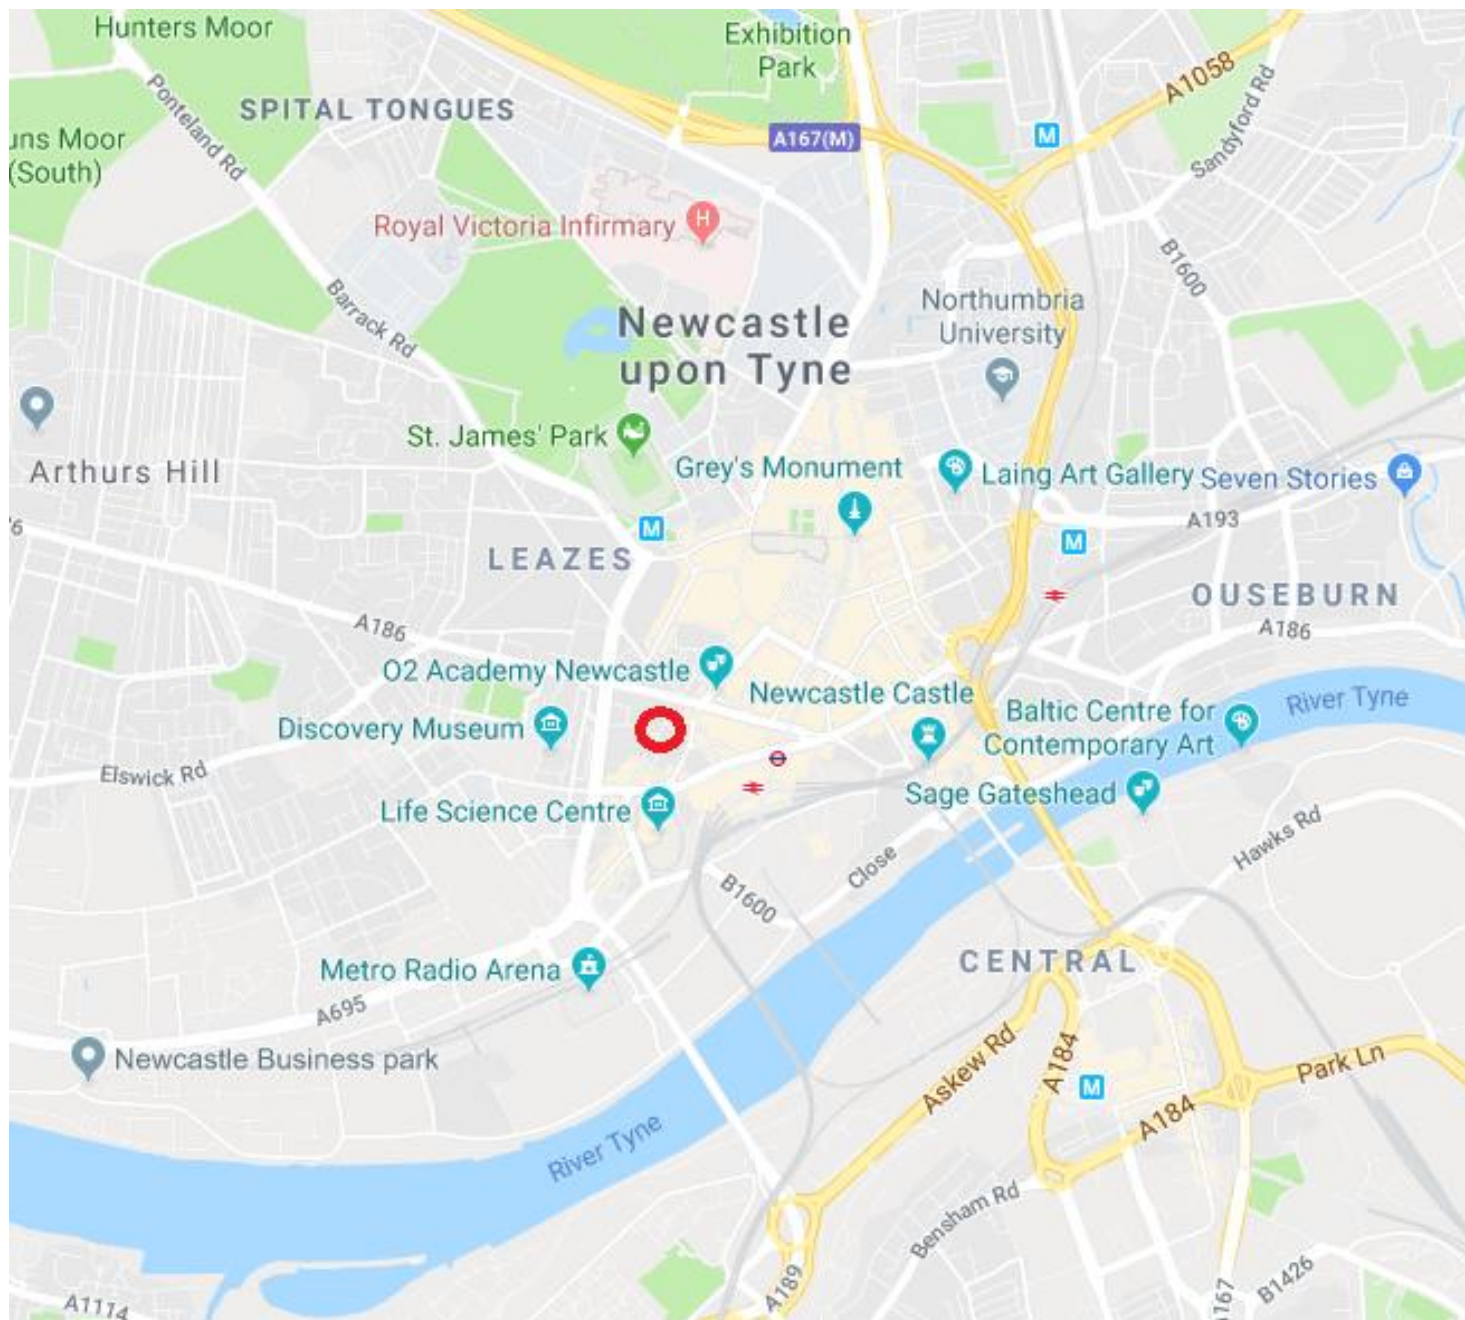 Hunters Moor
Exhibition
Park
A1058
Ponteland Rd
SPITAL TONGUES
Sandyford Rd
M
A167(M)
uns Moor
(South)
Royal Victoria Infirmary
H
B1600
Barrack Rd
Northumbria
University
Newcastle
upon Tyne
St. James' Park
Arthurs Hill
Grey's Monument
Laing Art Gallery
Seven Stories
A193
M
LEAZES
M
OUSEBURN
A186
A186
O2 Academy Newcastle
Newcastle Castle
River Tyne
Discovery Museum
Baltic Centre for
Contemporary Art
Elswick Rd
Sage Gateshead
Life Science Centre
Hawks Rd
Close
B1600
Metro Radio Arena
CENTRAL
A695
Newcastle Business park
Askew Rd
A184
M
Park Ln
A184
River Tyne
Bensham Rd
A189
B1426
167
A1114